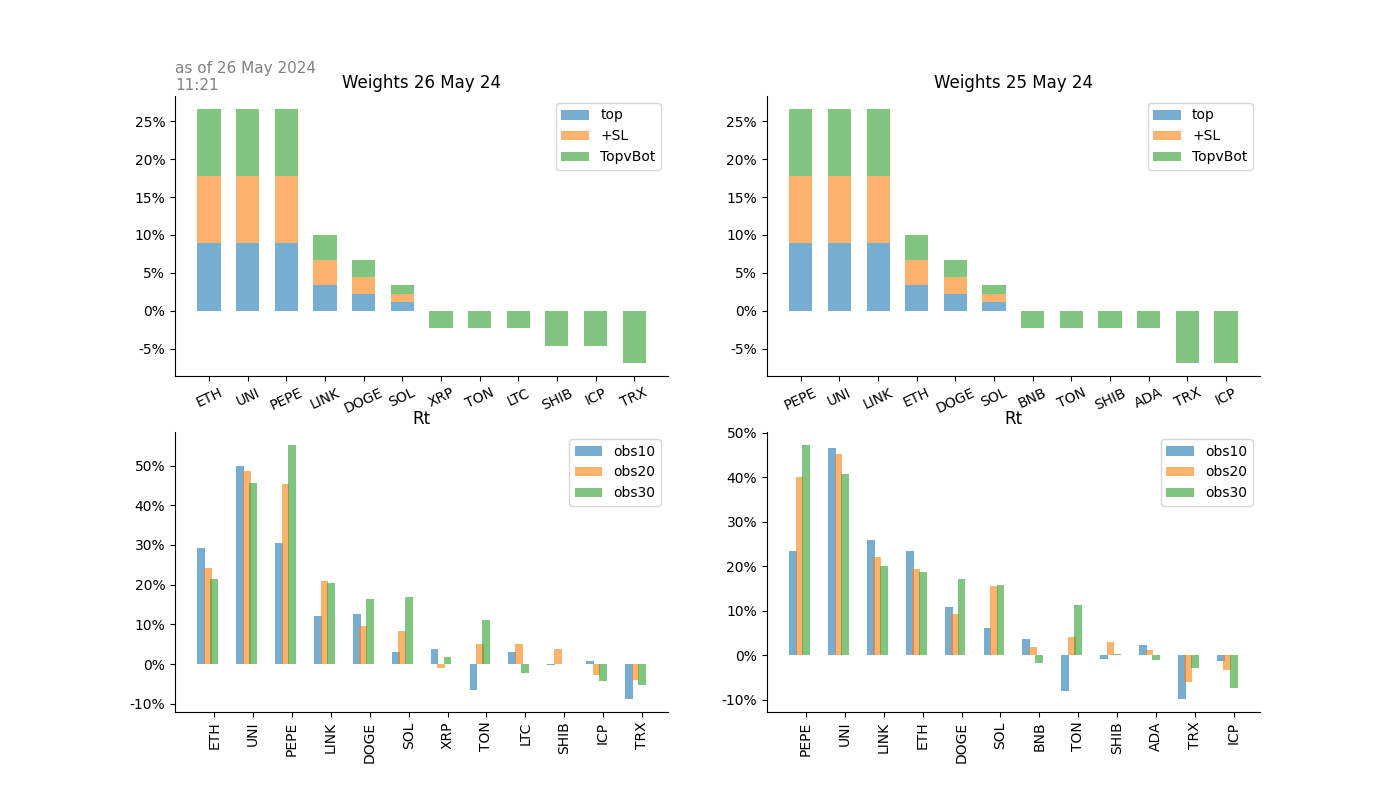 as of 26 May 2024
11:21
Weights 26 May 24
25%
20%
15%
10%
5%
0%
-5%
top
+SL
TopvBot
ETH UNI PEPE LINK DOGE SOL XRP TON LTC SHIB ICP TRX
Weights 25 May 24
25%
20%
15%
10%
5%
0%
-5%
top
+SL
TopvBot
PEPE UNI LINK ETH DOGE SOL BNB TON SHIB ADA TRX ICP
Rt
50%
40%
30%
20%
10%
0%
-10%
obs10
obs20
obs30
ETH UNI PEPE LINK DOGE SOL XRP TON LTC SHIB ICP TRX
Rt
50%
40%
30%
20%
10%
0%
-10%
obs10
obs20
obs30
PEPE UNI LINK ETH DOGE SOL BNB TON SHIB ADA TRX ICP